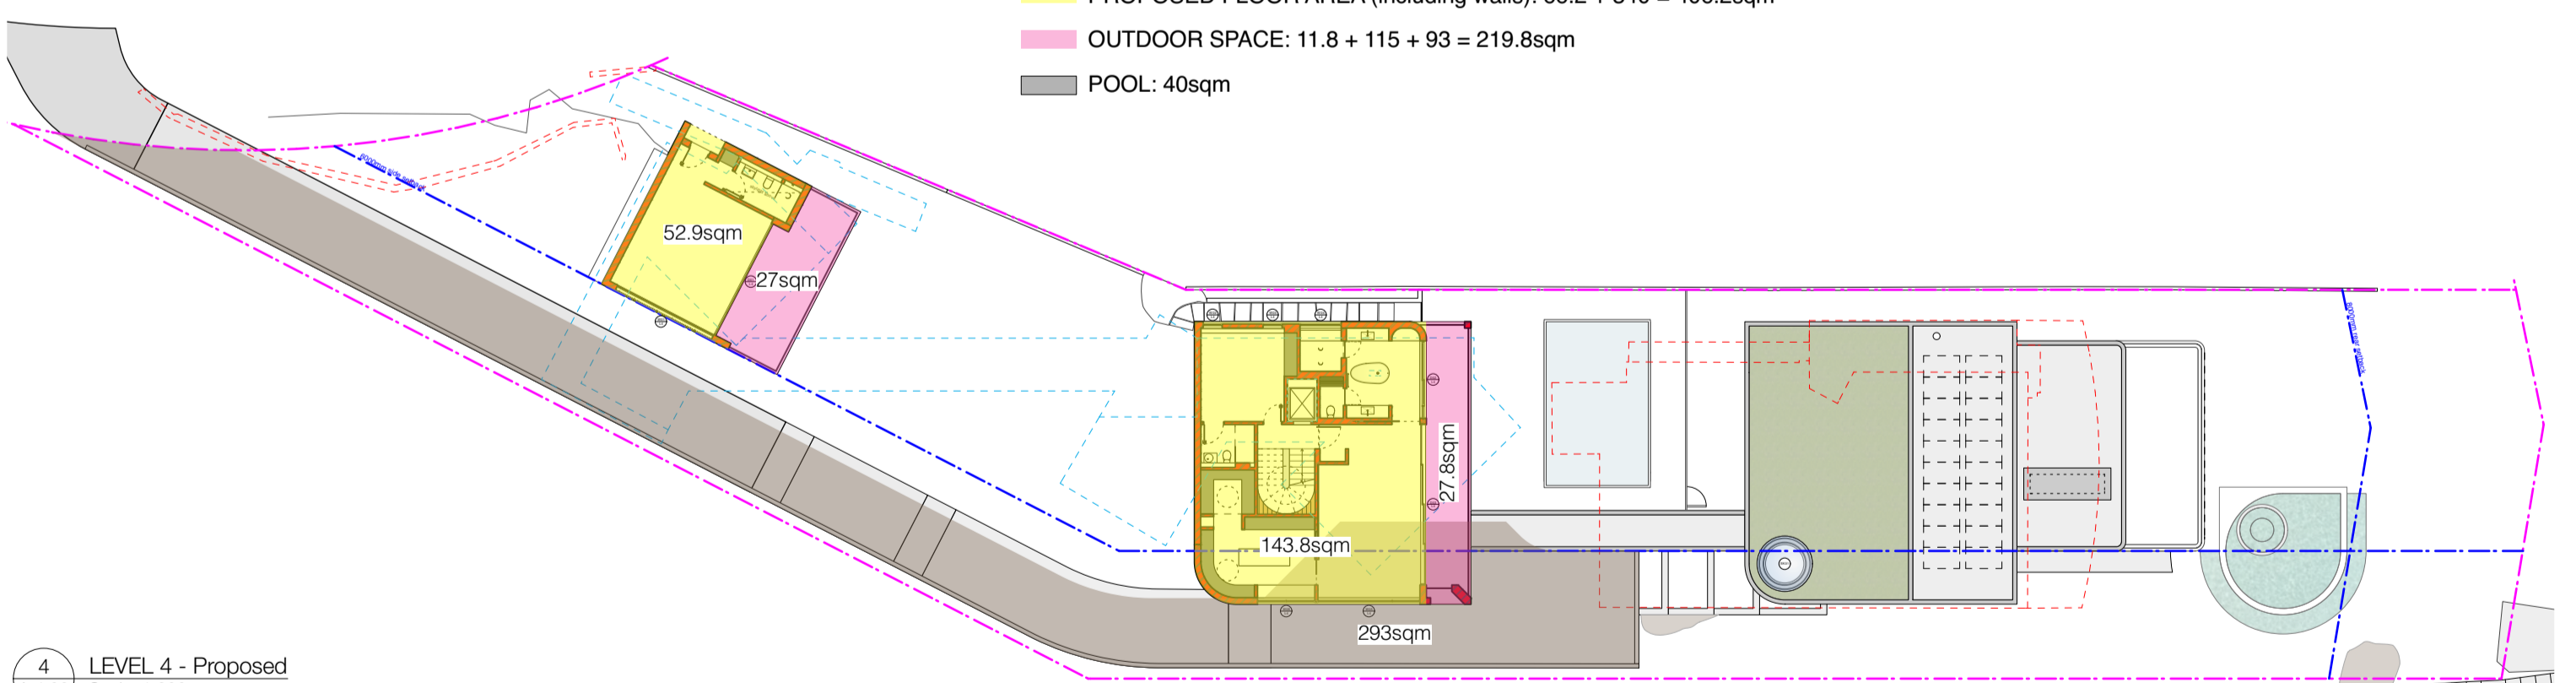 OUTDOOR SPACE: 11.8 + 115 + 93 = 219.8sqm
POOL: 40sqm
52.9sqm
27sqm
27.8sqm
143.8sqm
293sqm
4
LEVEL 4 - Proposed